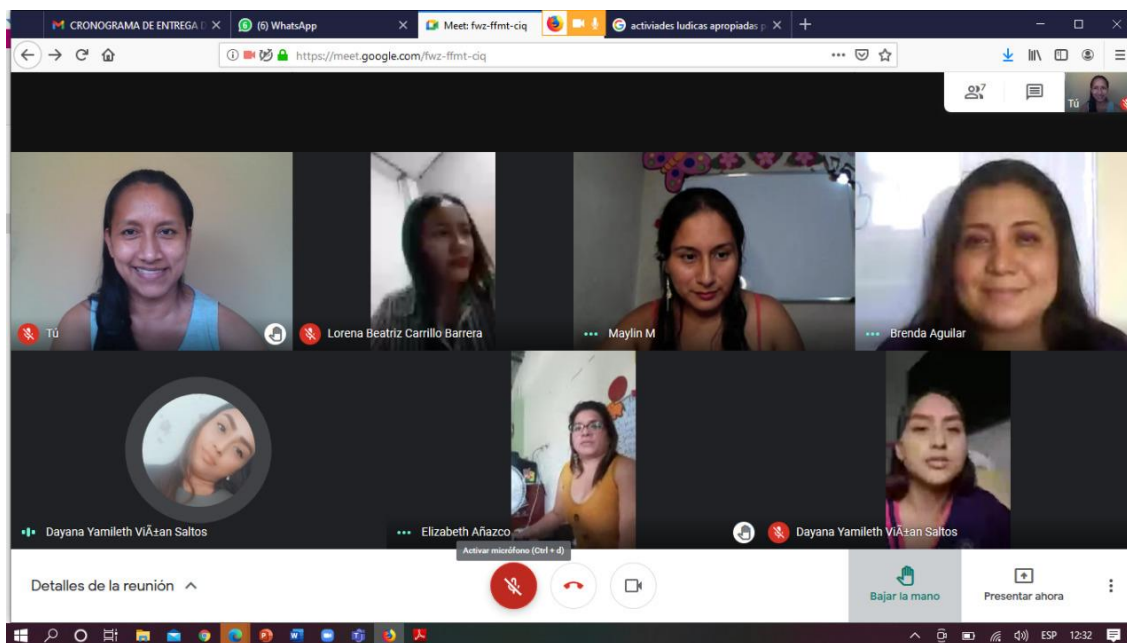 CRONOGRAMA DE ENTREGA D
(6) WhatsApp
Meet: fwz-ffmt-ciq
activiades ludicas apropiadas p
https://meet.google.com/fwz-ffmt-ciq
7
Tú
Tú
Lorena Beatriz Carrillo Barrera
Maylin M
Brenda Aguilar
Dayana Yamileth ViÃ±an Saltos
Elizabeth Añazco
Dayana Yamileth ViÃ±an Saltos
Activar micrófono (Ctrl + d)
Detalles de la reunión
Bajar la mano
Presentar ahora
ESP
12:32